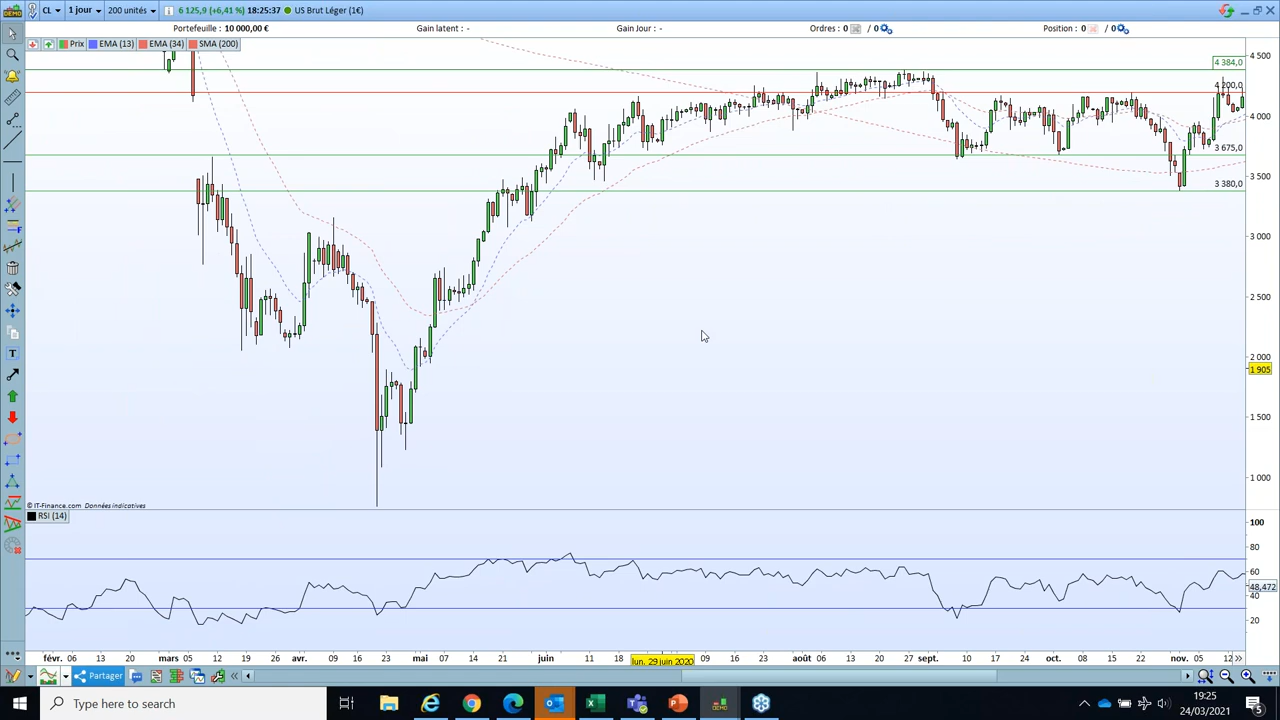 DEMO CL 1 jour 200 unités 6 125,9 (+6,41 %) 18:25:37 US Brut Léger (1€)
Portefeuille : 10 000,00 € Gain latent : - Gain Jour : - Ordres : 0 / 0 Position : 0 / 0
Prix EMA (13) EMA (34) SMA (200)
4 500
4 384,0
4 200,0
4 000
3 675,0
3 500
3 380,0
3 000
2 500
2 000
1 905
1 500
1 000
© IT-Finance.com Données indicatives
RSI (14)
100
80
60
48,472
40
20
févr. 06 13 20 mars 06 12 19 26 avr. 09 16 23 mai 07 14 21 juin 11 18 lun. 29 juin 2020 09 16 23 août 06 13 20 27 sept. 10 17 24 oct. 08 15 22 nov. 05 12
Partager
Type here to search
DEMO
19:25
24/03/2021